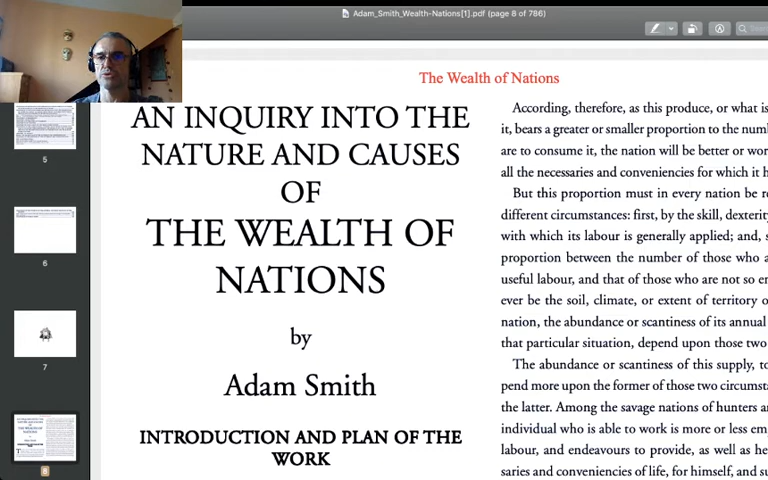 Adam_Smith_Wealth-Nations[1].pdf (page 8 of 786)
The Wealth of Nations
AN INQUIRY INTO THE
NATURE AND CAUSES
OF
THE WEALTH OF
NATIONS
by
Adam Smith
INTRODUCTION AND PLAN OF THE
WORK
According, therefore, as this produce, or what is
it, bears a greater or smaller proportion to the numb
are to consume it, the nation will be better or wor
all the necessaries and conveniencies for which it h
But this proportion must in every nation be re
different circumstances: first, by the skill, dexterity
with which its labour is generally applied; and, s
proportion between the number of those who a
useful labour, and that of those who are not so em
ever be the soil, climate, or extent of territory o
nation, the abundance or scantiness of its annual
that particular situation, depend upon those two
The abundance or scantiness of this supply, to
pend more upon the former of those two circumsta
the latter. Among the savage nations of hunters an
individual who is able to work is more or less em
labour, and endeavours to provide, as well as he
saries and conveniencies of life, for himself, and su
5
6
7
8